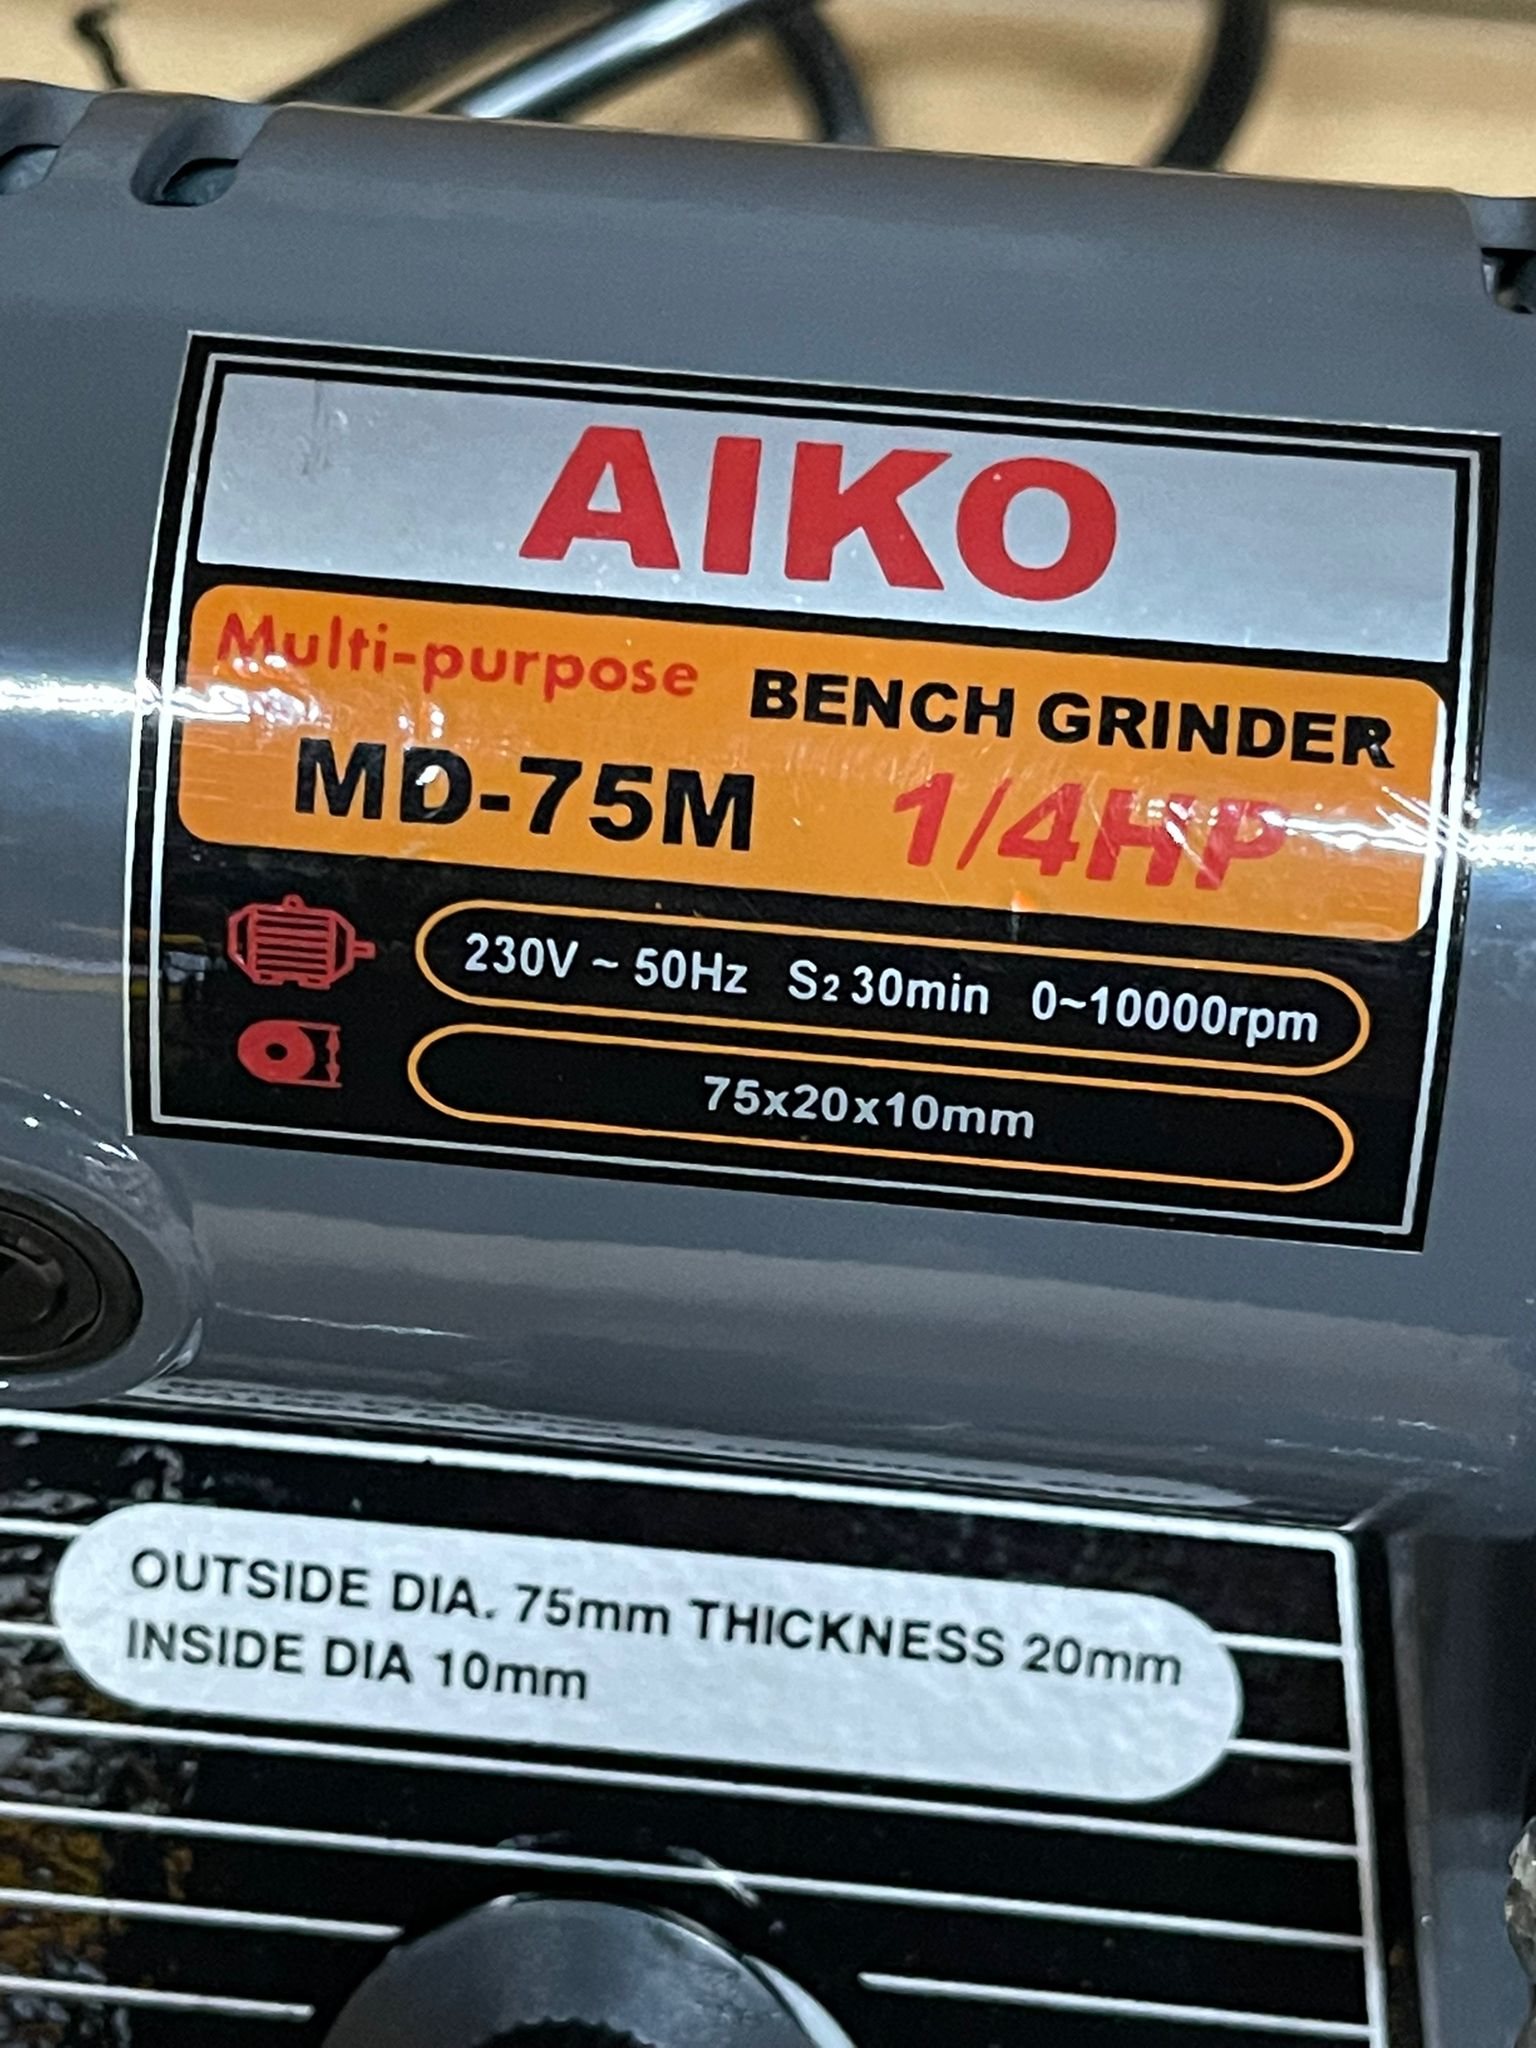 AIKO
Multi-purpose BENCH GRINDER
MD-75M 1/4HP
230V ~ 50Hz S2 30min 0~10000rpm
75x20x10mm
OUTSIDE DIA. 75mm THICKNESS 20mm
INSIDE DIA 10mm